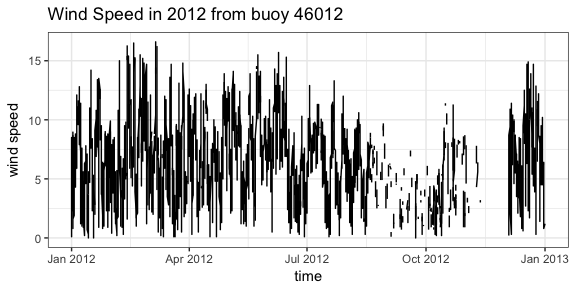 Wind Speed in 2012 from buoy 46012
15
10
5
0
wind speed
Jan 2012 Apr 2012 Jul 2012 Oct 2012 Jan 2013
time